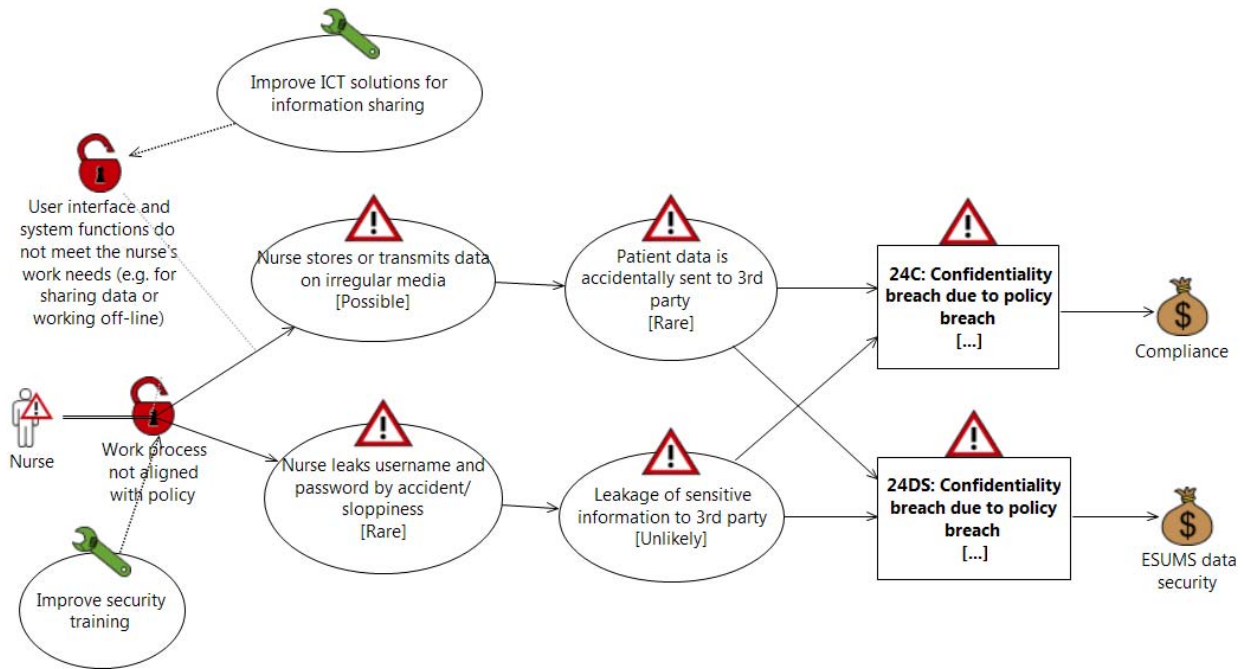 Improve ICT solutions for
information sharing
User interface and
system functions do
not meet the nurse's
work needs (e.g. for
sharing data or
working off-line)
Nurse stores or transmits data
on irregular media
[Possible]
Patient data is
accidentally sent to 3rd
party
[Rare]
24C: Confidentiality
breach due to policy
breach
[...]
Compliance
Nurse
Work process
not aligned
with policy
Nurse leaks username and
password by accident/
sloppiness
[Rare]
Leakage of sensitive
information to 3rd party
[Unlikely]
24DS: Confidentiality
breach due to policy
breach
[...]
ESUMS data
security
Improve security
training